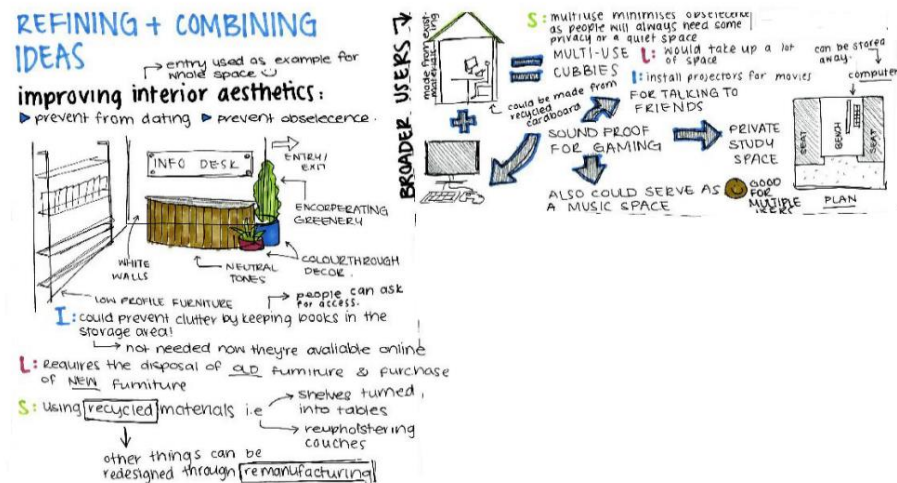 REFINING + COMBINING
IDEAS
entry used as example for
whole space
improving interior aesthetics:
prevent from dating prevent obselecence.
INFO DESK
ENTRY/
EXIT
ENCORPERATING
GREENERY
WHITE
WALLS
NEUTRAL
TONES
COLOURTHROUGH
DECOR.
LOW PROFILE FURNITURE
people can ask
for access.
I: could prevent clutter by keeping books in the
storage area!
not needed now they're available online
L: Requires the disposal of OLD furniture & purchase
of NEW furniture
S: using recycled materials i.e
shelves turned
into tables
reupholstering
couches
other things can be
redesigned through remanufacturing
BROADER USERS
made from existing
materials
could be made from
recycled
cardboard
S: multiuse minimises obselecence
as people will always need some
privacy or a quiet space
MULTI-USE
CUBBIES
L: would take up a lot
of space
I: install projectors for movies
FOR TALKING TO
FRIENDS
SOUND PROOF
FOR GAMING
PRIVATE
STUDY
SPACE
ALSO COULD SERVE AS
A MUSIC SPACE
GOOD
FOR
MULTIPLE
USERS
can be stored
away.
computer
SEAT
BENCH
SEAT
PLAN